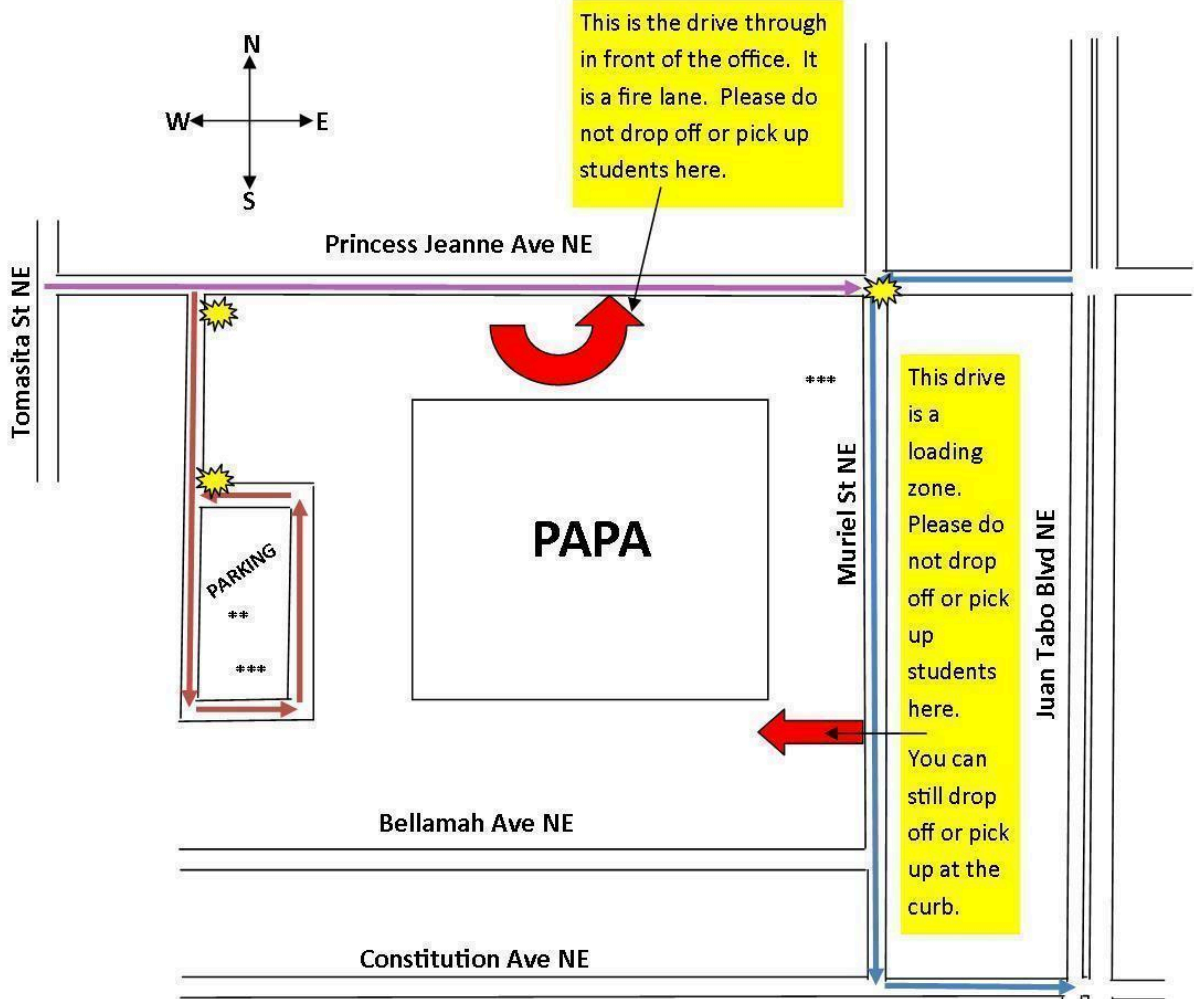 This is the drive through
in front of the office.  It
is a fire lane.  Please do
not drop off or pick up
students here.
N
W
E
S
Princess Jeanne Ave NE
Tomasita St NE
***
This drive
is a
loading
zone.
Please do
not drop
off or pick
up
students
here.
You can
still drop
off or pick
up at the
curb.
Muriel St NE
Juan Tabo Blvd NE
PAPA
PARKING
**
***
Bellamah Ave NE
Constitution Ave NE